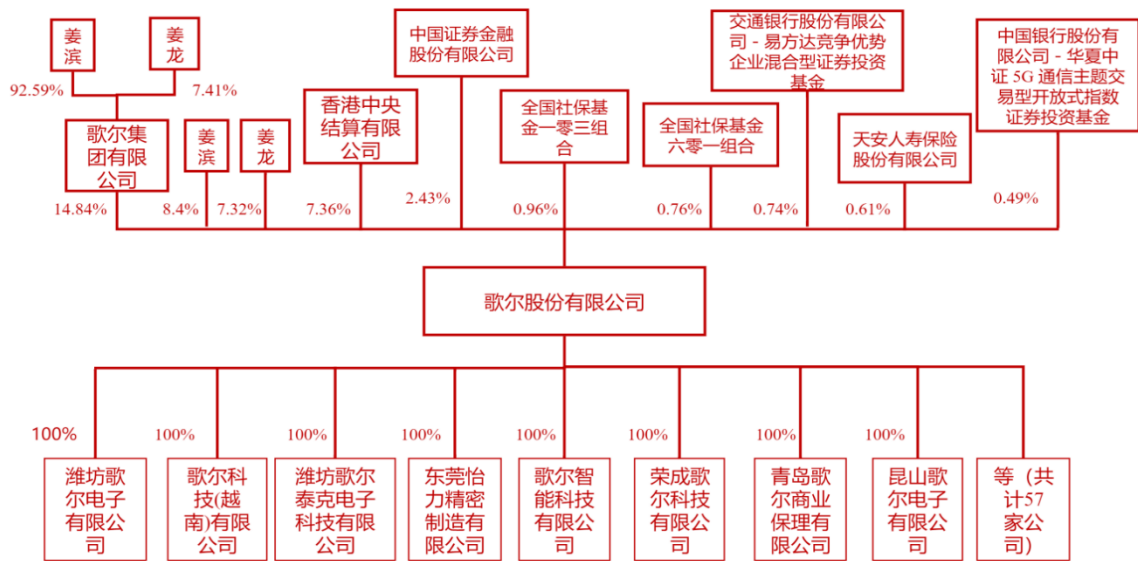 姜
滨
姜
龙
92.59%
7.41%
歌尔集
团有限
公司
姜
滨
姜
龙
香港中央
结算有限
公司
中国证券金融
股份有限公司
全国社保基
金一零三组
合
全国社保基金
六零一组合
交通银行股份有限公
司-易方达竞争优势
企业混合型证券投资
基金
天安人寿保险
股份有限公司
中国银行股份有
限公司-华夏中
证 5G 通信主题交
易型开放式指数
证券投资基金
14.84%
8.4%
7.32%
7.36%
2.43%
0.96%
0.76%
0.74%
0.61%
0.49%
歌尔股份有限公司
100%
100%
100%
100%
100%
100%
100%
100%
潍坊歌
尔电子
有限公
司
歌尔科
技(越
南)有限
公司
潍坊歌尔
泰克电子
科技有限
公司
东莞怡
力精密
制造有
限公司
歌尔智
能科技
有限公
司
荣成歌
尔科技
有限公
司
青岛歌
尔商业
保理有
限公司
昆山歌
尔电子
有限公
司
等（共
计57
家公
司）